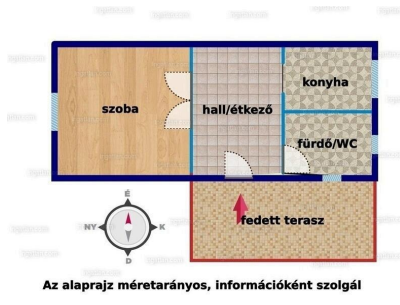 szoba
hall/étkező
konyha
fürdő/WC
fedett terasz
É
NY
K
D
Az alaprajz méretarányos, információként szolgál